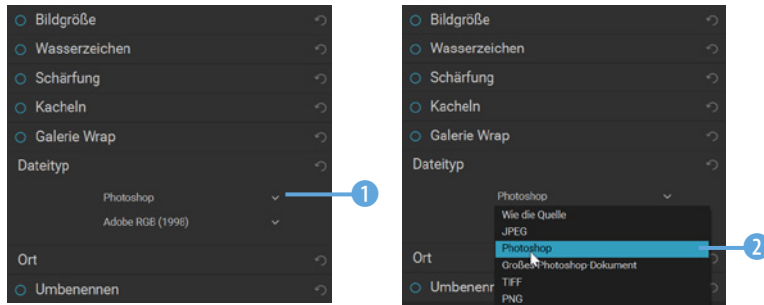 Bildgröße
Wasserzeichen
Schärfung
Kacheln
Galerie Wrap
Dateityp
Photoshop
1
Adobe RGB (1998)
Ort
Umbenennen
Bildgröße
Wasserzeichen
Schärfung
Kacheln
Galerie Wrap
Dateityp
Photoshop
Wie die Quelle
JPEG
Photoshop
2
Ort
Großes Photoshop-Dokument
TIFF
Umbenenn
PNG